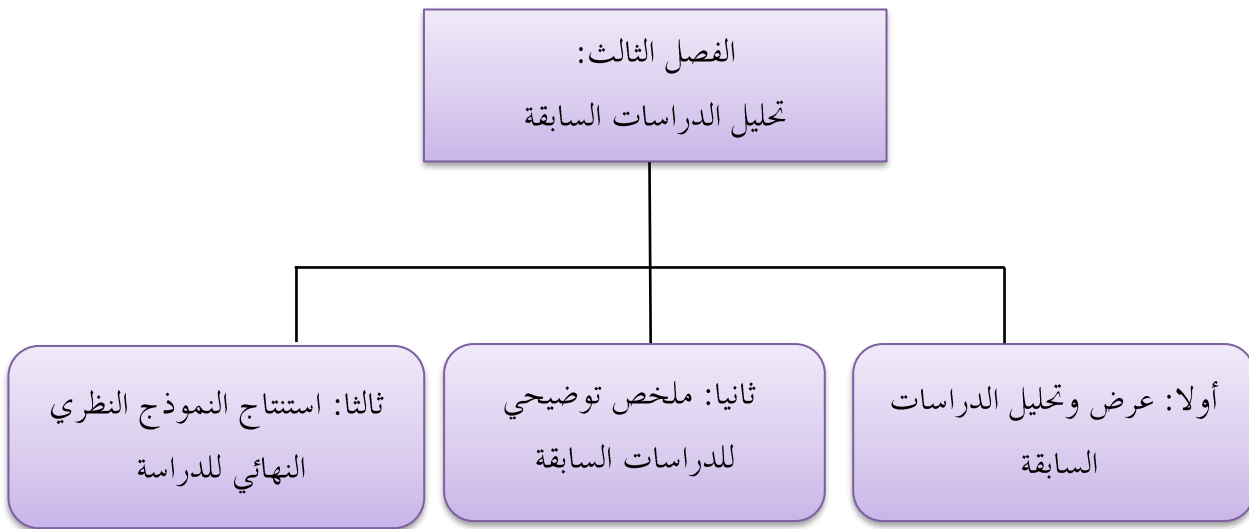 الفصل الثالث:
تحليل الدراسات السابقة
أولا: عرض وتحليل الدراسات
السابقة
ثانيا: ملخص توضيحي
للدراسات السابقة
ثالثا: استنتاج النموذج النظري
النهائي للدراسة